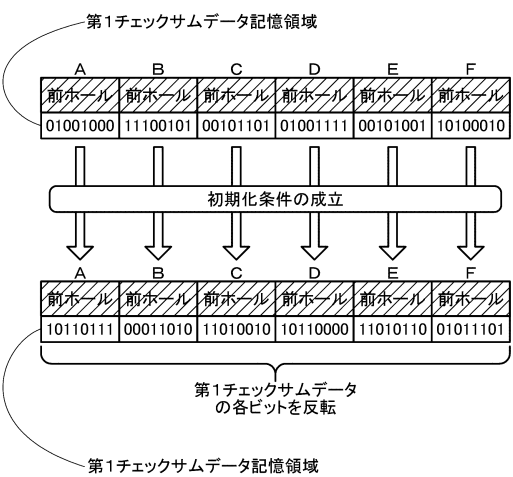 第1チェックサムデータ記憶領域
A B C D E F
前ホール 前ホール 前ホール 前ホール 前ホール 前ホール
01001000 11100101 00101101 01001111 00101001 10100010
初期化条件の成立
A B C D E F
前ホール 前ホール 前ホール 前ホール 前ホール 前ホール
10110111 00011010 11010010 10110000 11010110 01011101
第1チェックサムデータ
の各ビットを反転
第1チェックサムデータ記憶領域